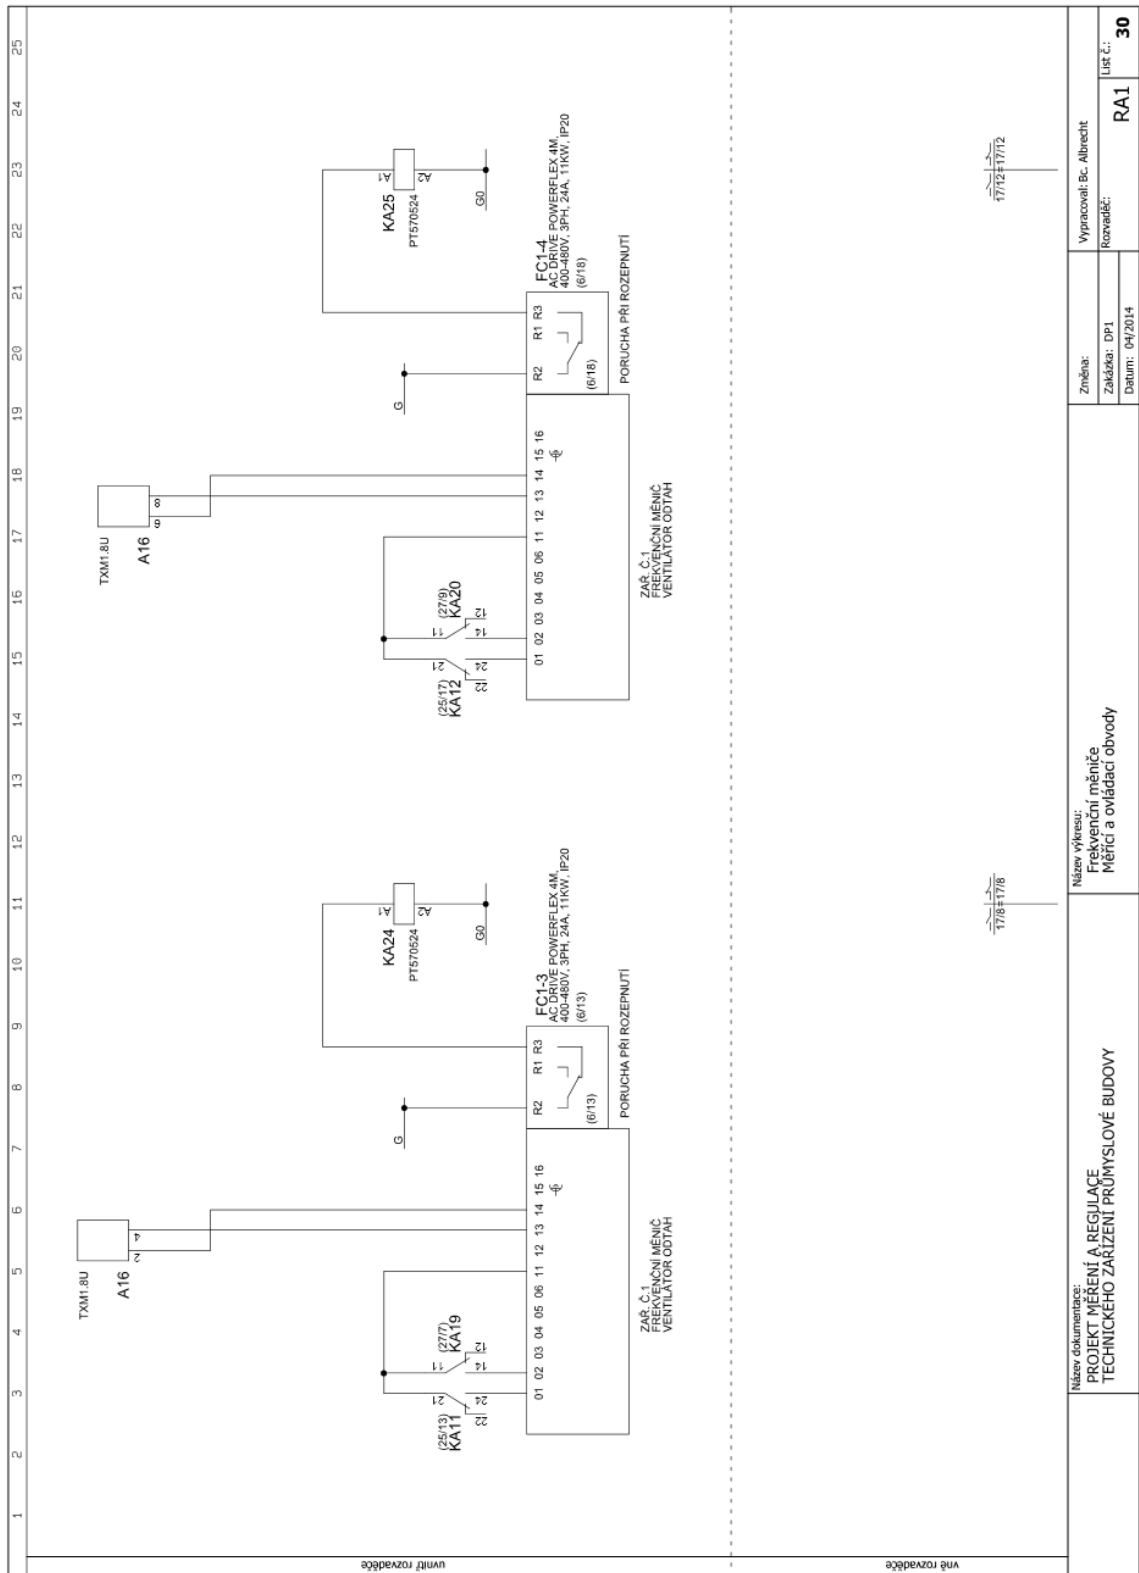 1 2 3 4 5 6 7 8 9 10 11 12 13 14 15 16 17 18 19 20 21 22 23 24 25
uvnitř rozvaděče
vně rozvaděče
TXM1.8U
A16
2 4
(25/13)
KA11
21
22 24
(27/7)
KA19
11
14 12
01 02 03 04 05 06 11 12 13 14 15 16
ZAŘ. Č.1
FREKVENČNÍ MĚNIČ
VENTILÁTOR ODTAH
G
R2 R1 R3
(6/13)
PORUCHA PŘI ROZEPNUTÍ
FC1-3
AC DRIVE POWERFLEX 4M,
400-480V, 3PH, 24A, 11KW, IP20
(6/13)
KA24
PT570524
A1
A2
G0
17/8 17/8
TXM1.8U
A16
6 8
(25/17)
KA12
21
22 24
(27/9)
KA20
11
14 12
01 02 03 04 05 06 11 12 13 14 15 16
ZAŘ. Č.1
FREKVENČNÍ MĚNIČ
VENTILÁTOR ODTAH
G
R2 R1 R3
(6/18)
PORUCHA PŘI ROZEPNUTÍ
FC1-4
AC DRIVE POWERFLEX 4M,
400-480V, 3PH, 24A, 11KW, IP20
(6/18)
KA25
PT570524
A1
A2
G0
17/12 17/12
Název dokumentace:
PROJEKT MĚŘENÍ A REGULACE
TECHNICKÉHO ZAŘÍZENÍ PRŮMYSLOVÉ BUDOVY
Název výkresu:
Frekvenční měniče
Měřící a ovládací obvody
Změna:
Zakázka: DP1
Datum: 04/2014
Vypracoval: Bc. Albrecht
Rozvaděč:
RA1
List č.:
30